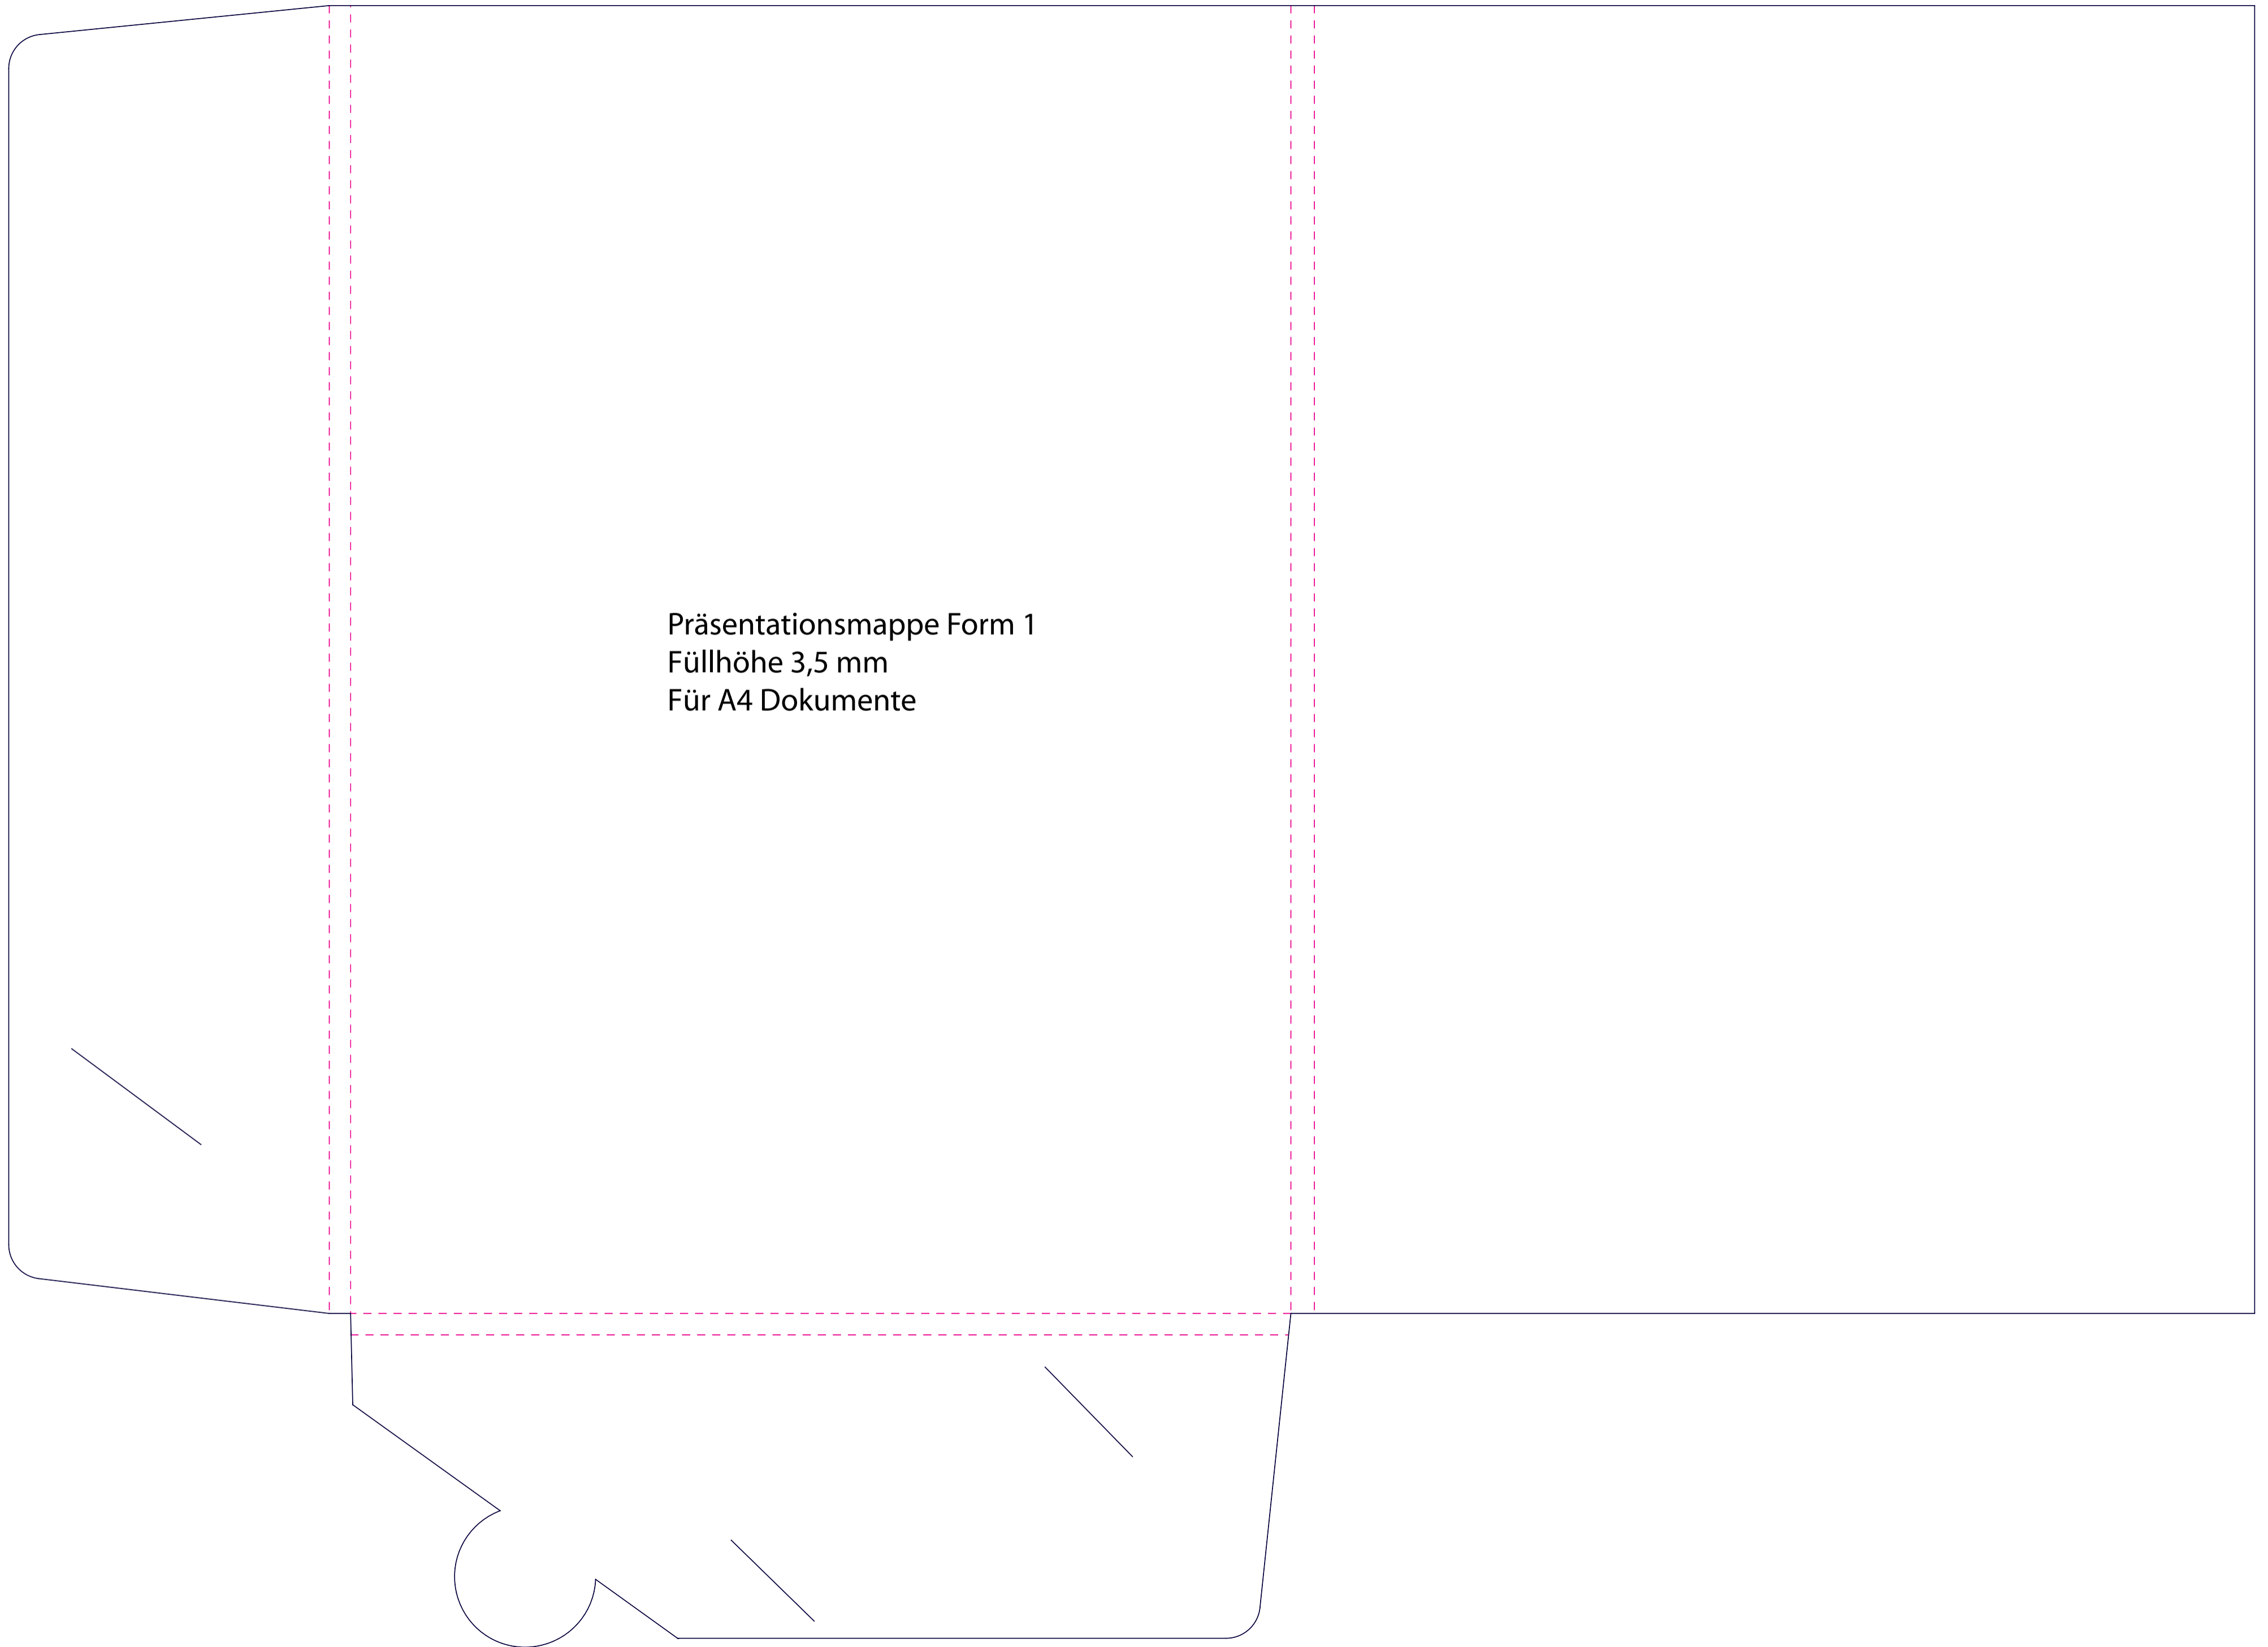 Präsentationsmappe Form 1
Füllhöhe 3,5 mm
Für A4 Dokumente